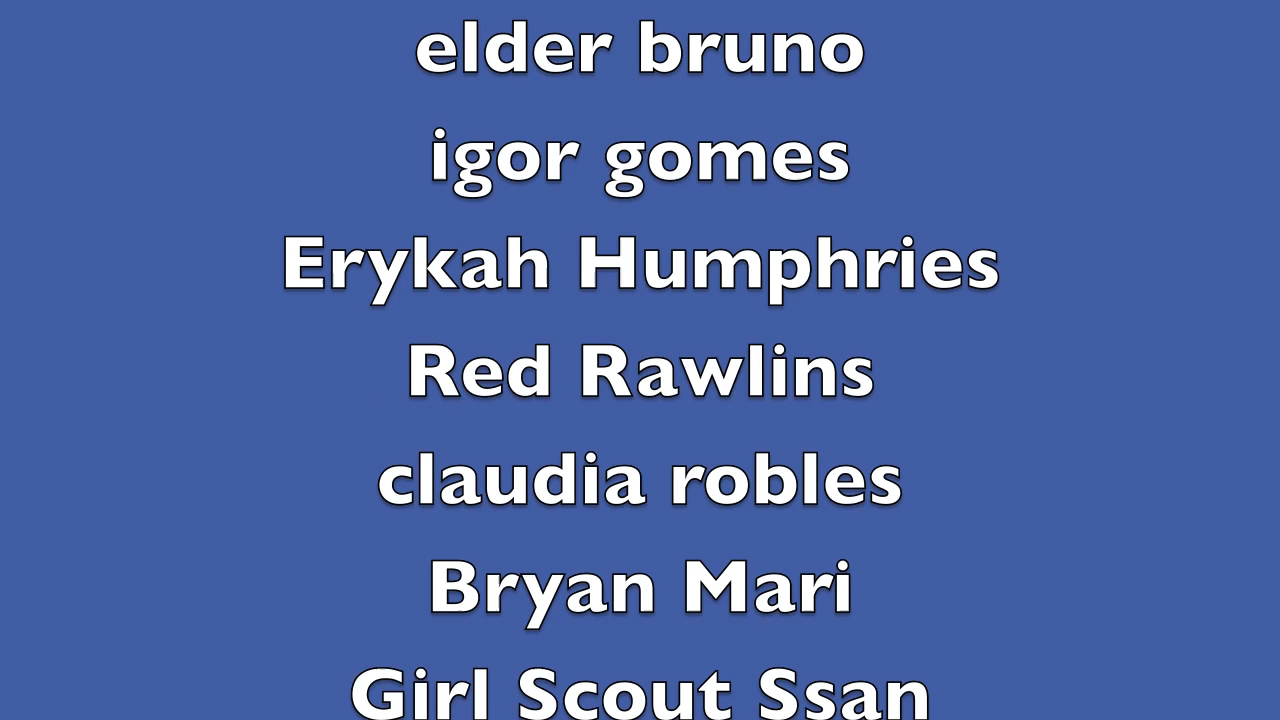 elder bruno
igor gomes
Erykah Humphries
Red Rawlins
claudia robles
Bryan Mari
Girl Scout Ssan